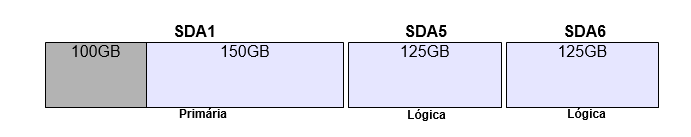 SDA1 SDA5 SDA6
100GB 150GB 125GB 125GB
Primária Lógica Lógica